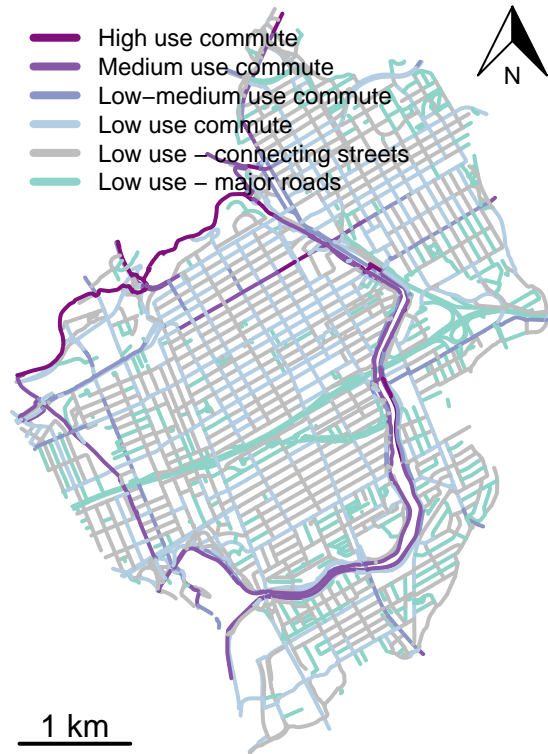 High use commute
Medium use commute
Low−medium use commute
Low use commute
Low use − connecting streets
Low use − major roads
N
1 km